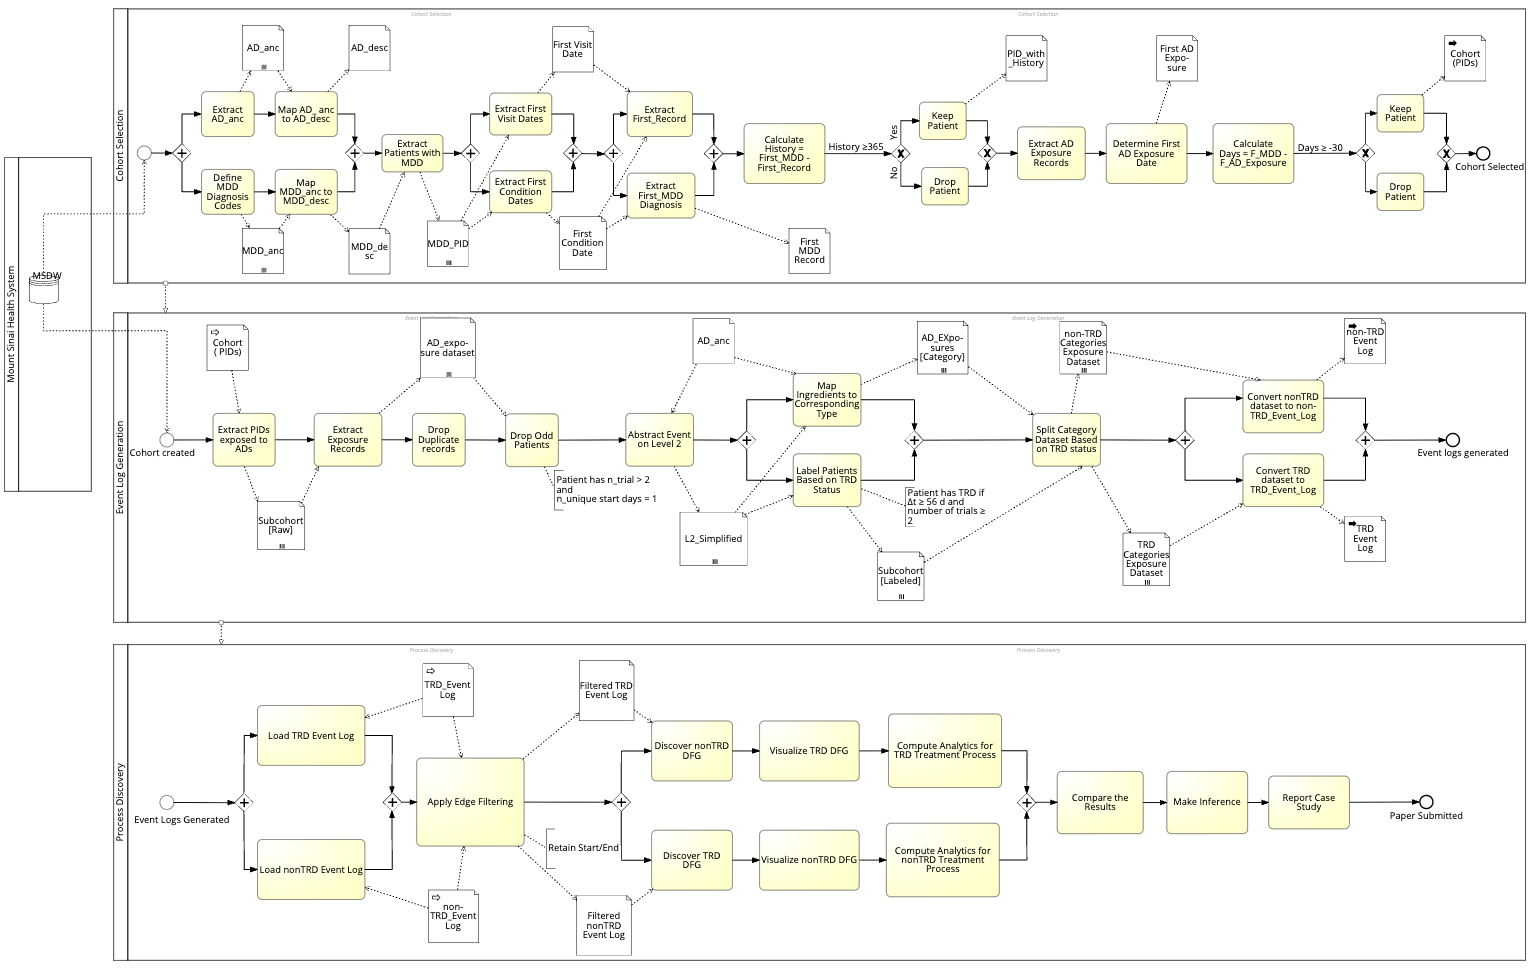 Mount Sinai Health System
MSDW
Cohort Selection
Cohort Selection
Cohort Selection
AD_anc
AD_desc
Extract
AD_anc
Map AD_anc
to AD_desc
Define
MDD
Diagnosis
Codes
Map
MDD_anc to
MDD_desc
MDD_anc
MDD_de
sc
Extract
Patients with
MDD
MDD_PID
First Visit
Date
Extract First
Visit Dates
Extract First
Condition
Dates
First
Condition
Date
Extract
First_Record
Extract
First_MDD
Diagnosis
First
MDD
Record
Calculate
History =
First_MDD -
First_Record
History ≥365
Yes
No
Keep
Patient
Drop
Patient
PID_with
_History
Extract AD
Exposure
Records
First AD
Expo-
sure
Determine First
AD Exposure
Date
Calculate
Days = F_MDD -
F_AD_Exposure
Days ≥ -30
Keep
Patient
Drop
Patient
Cohort
(PIDs)
Cohort Selected
Event Log Generation
Event Log Generation
Cohort created
Cohort
( PIDs)
Extract PIDs
exposed to
ADs
Subcohort
[Raw]
Extract
Exposure
Records
AD_expo-
sure dataset
Drop
Duplicate
records
Drop Odd
Patients
Patient has n_trial > 2
and
n_unique start days = 1
Abstract Event
on Level 2
AD_anc
L2_Simplified
Map
Ingredients to
Corresponding
Type
Label Patients
Based on TRD
Status
Patient has TRD if
Δt ≥ 56 d and
number of trials ≥
2
AD_EXpo-
sures
[Category]
Subcohort
[Labeled]
Split Category
Dataset Based
on TRD status
non-TRD
Categories
Exposure
Dataset
TRD
Categories
Exposure
Dataset
Convert nonTRD
dataset to non-
TRD_Event_Log
Convert TRD
dataset to
TRD_Event_Log
non-TRD
Event
Log
TRD
Event
Log
Event logs generated
Process Discovery
Process Discovery
Process Discovery
Event Logs Generated
Load TRD Event Log
Load nonTRD Event Log
TRD_Event
Log
non-
TRD_Event
Log
Apply Edge Filtering
Retain Start/End
Filtered TRD
Event Log
Filtered
nonTRD
Event Log
Discover nonTRD
DFG
Discover TRD
DFG
Visualize TRD DFG
Visualize nonTRD DFG
Compute Analytics for
TRD Treatment Process
Compute Analytics for
nonTRD Treatment
Process
Compare the
Results
Make Inference
Report Case
Study
Paper Submitted